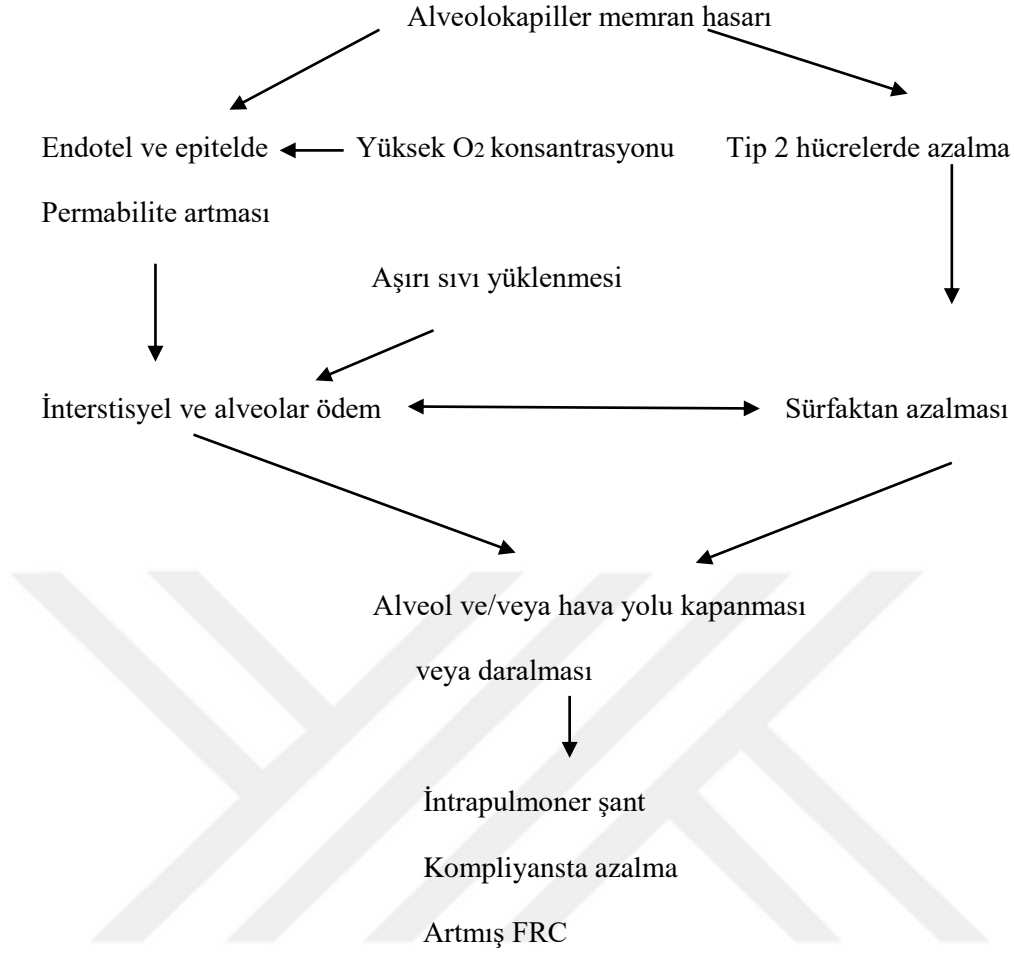 Alveolokapiller memran hasarı
Endotel ve epitelde
Yüksek O2 konsantrasyonu
Tip 2 hücrelerde azalma
Permabilite artması
Aşırı sıvı yüklenmesi
İnterstisyel ve alveolar ödem
Sürfaktan azalması
Alveol ve/veya hava yolu kapanması
veya daralması
İntrapulmoner şant
Kompliyansta azalma
Artmış FRC